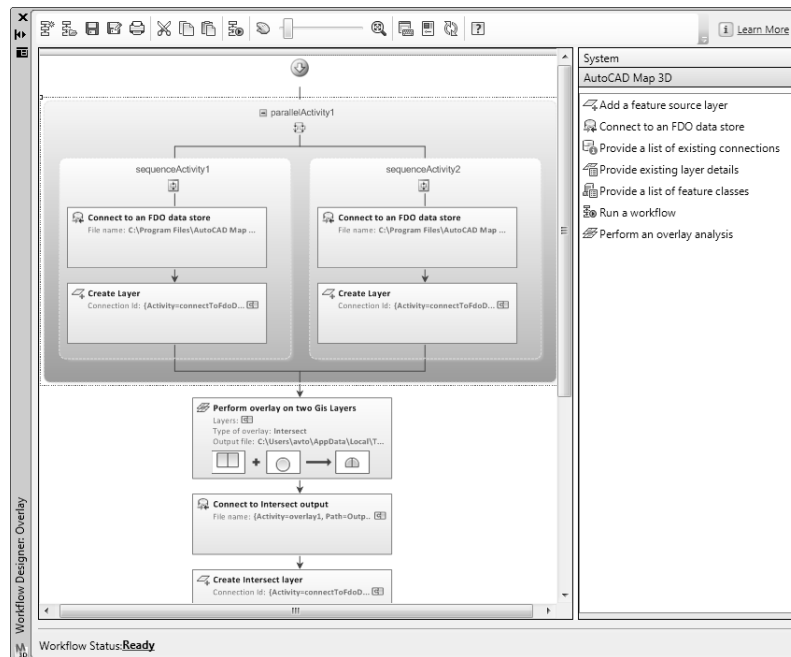 Learn More
System
AutoCAD Map 3D
parallelActivity1
Add a feature source layer
Connect to an FDO data store
Provide a list of existing connections
Provide existing layer details
Provide a list of feature classes
Run a workflow
Perform an overlay analysis
sequenceActivity1
sequenceActivity2
Connect to an FDO data store
File name: C:\Program Files\AutoCAD Map ...
Connect to an FDO data store
File name: C:\Program Files\AutoCAD Map ...
Create Layer
Connection Id: {Activity=connectToFdoD...
Create Layer
Connection Id: {Activity=connectToFdoD...
Perform overlay on two Gis Layers
Layers:
Type of overlay: Intersect
Output file: C:\Users\avto\AppData\Local\T...
Connect to Intersect output
File name: {Activity=overlay1, Path=Outp..
Create Intersect layer
Connection Id: {Activity=connectToFdoD...
Workflow Designer: Overlay
Workflow Status:Ready